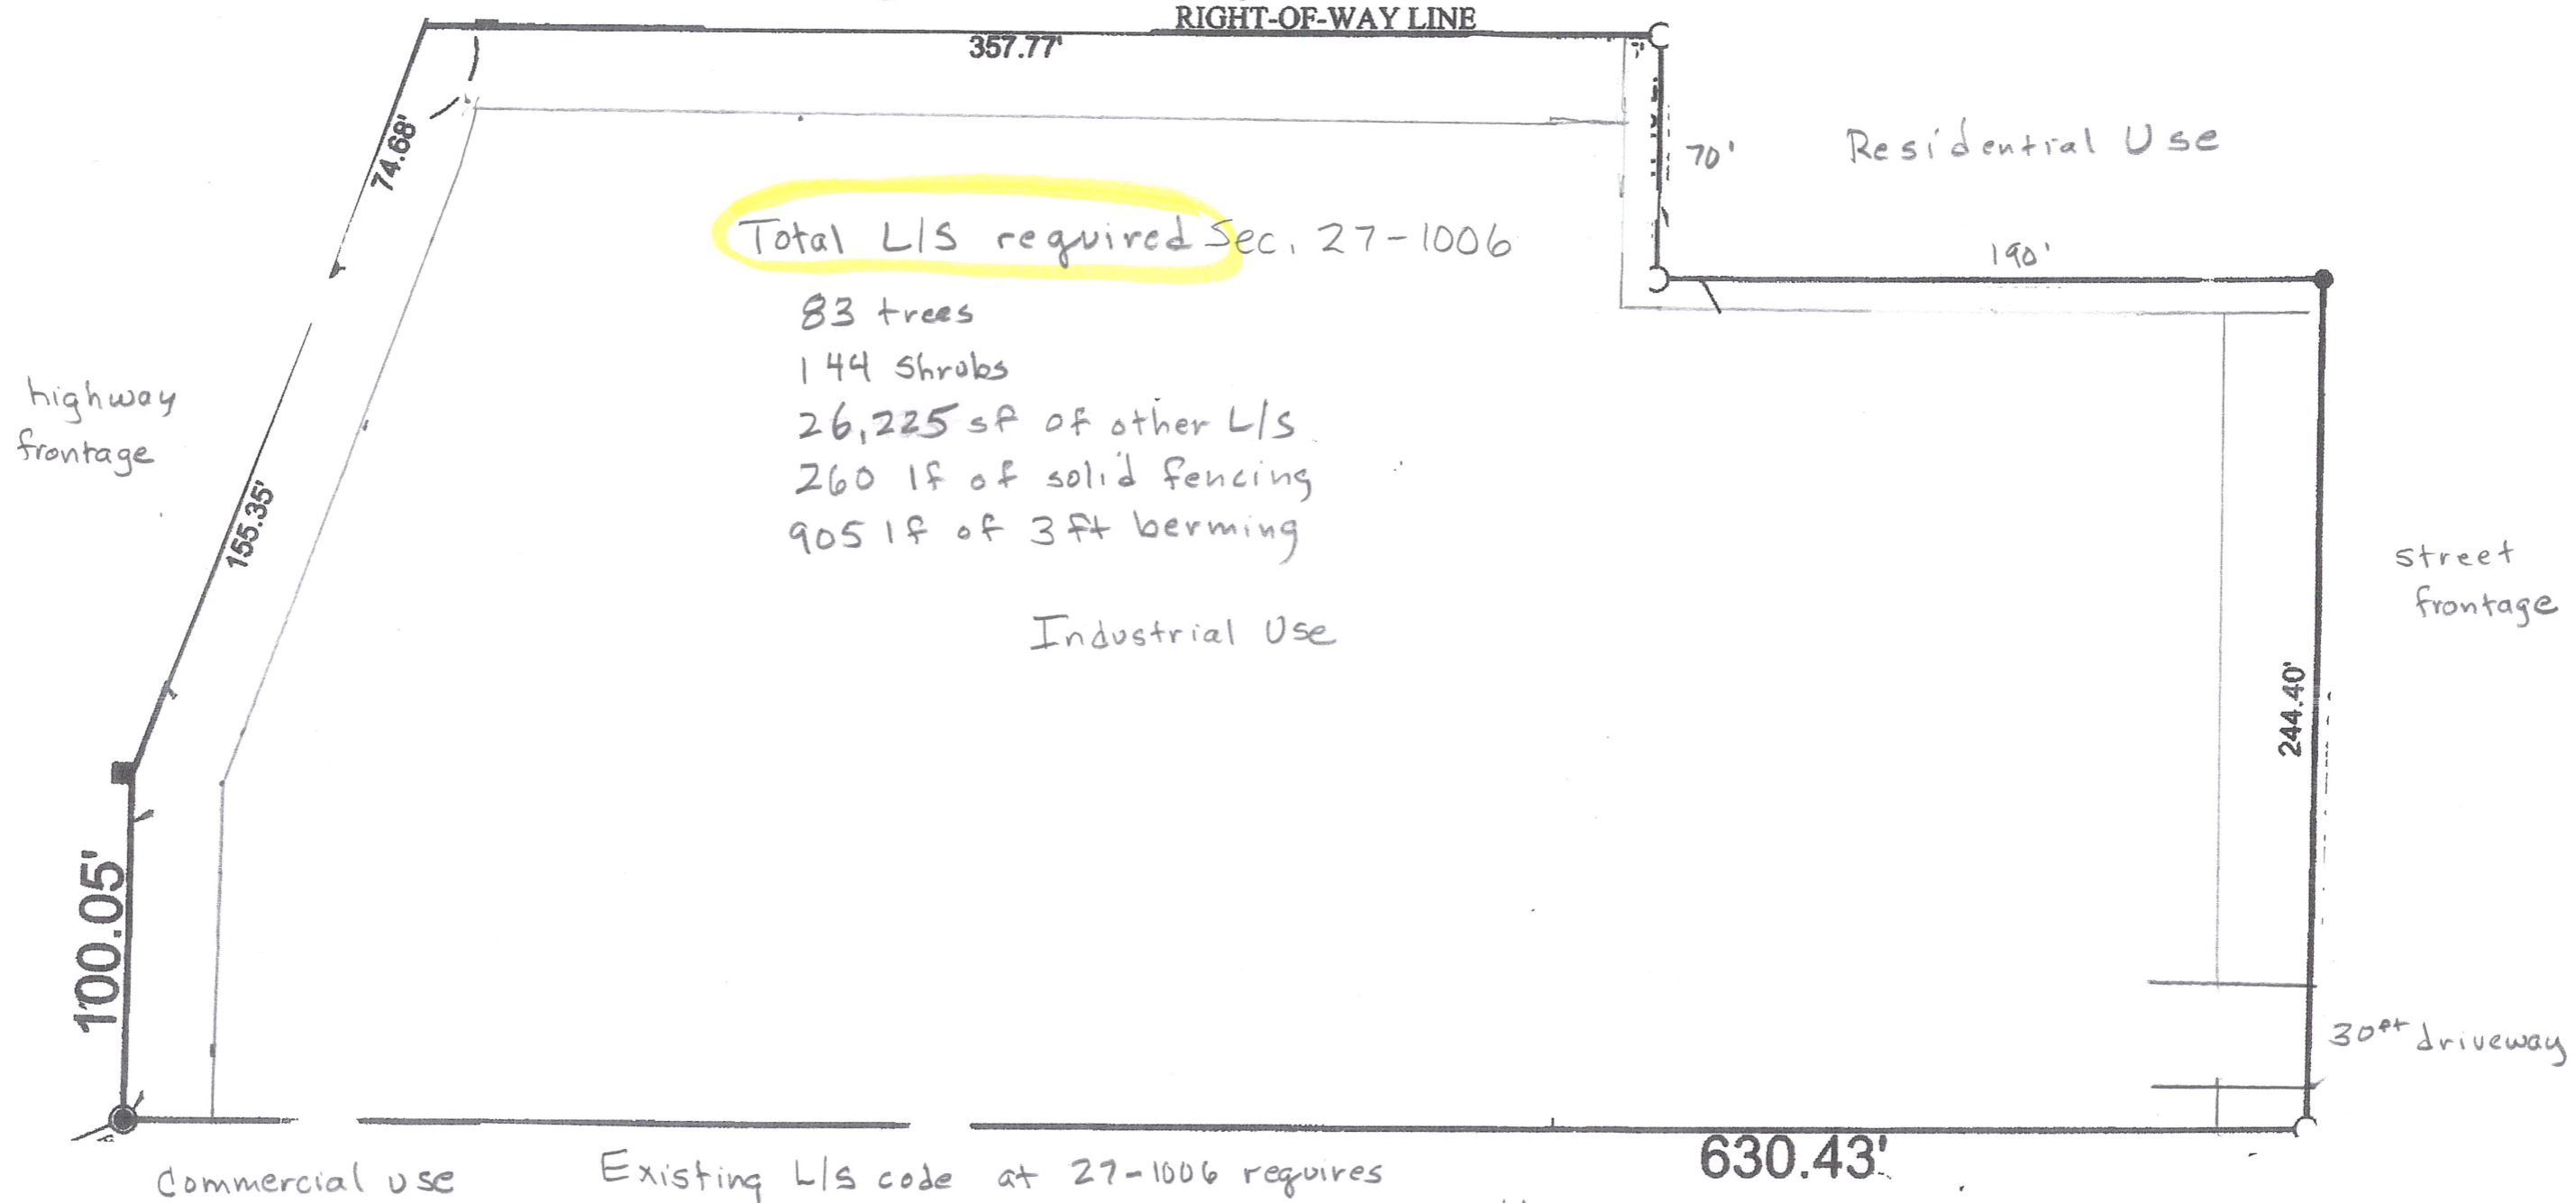 RIGHT-OF-WAY LINE
357.77'
74.68'
70'
Residential Use
Total L/S required Sec. 27-1006
190'
83 trees
144 Shrubs
26,225 sf of other L/S
260 lf of solid fencing
905 lf of 3 ft berming
highway
frontage
155.35'
Industrial Use
street
frontage
244.40'
100.05'
30ft driveway
630.43'
Commercial use
Existing L/S code at 27-1006 requires